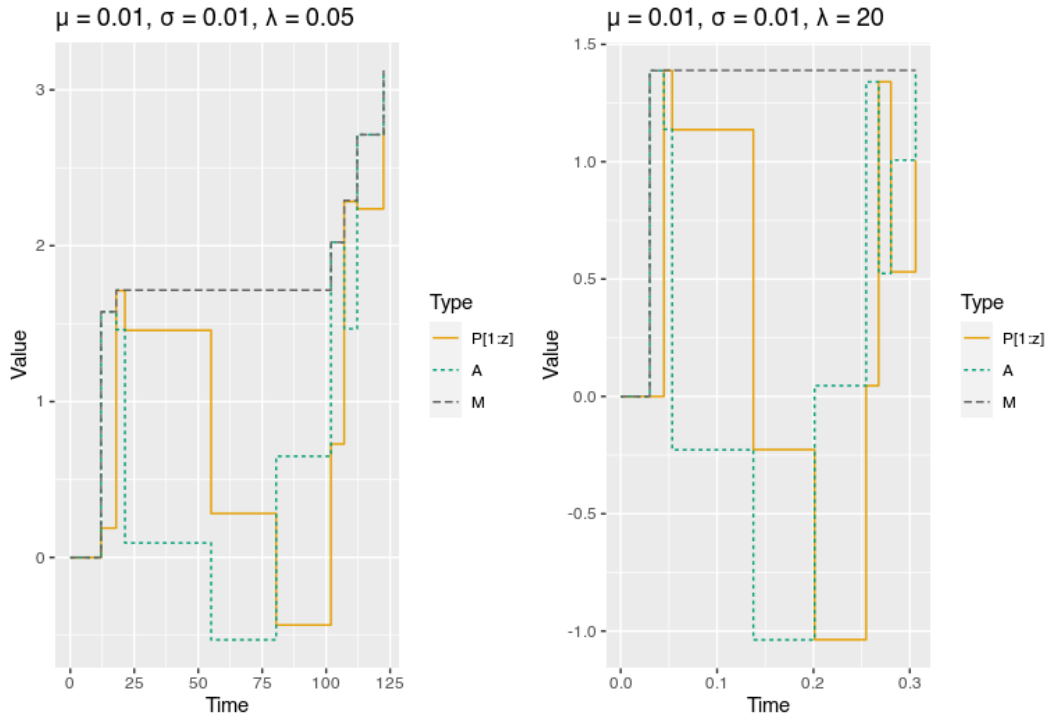 μ = 0.01, σ = 0.01, λ = 0.05
3
2
1
0
Value
0
25
50
75
100
125
Time
Type
P[1:z]
A
M
μ = 0.01, σ = 0.01, λ = 20
1.5
1.0
0.5
0.0
-0.5
-1.0
Value
0.0
0.1
0.2
0.3
Time
Type
P[1:z]
A
M